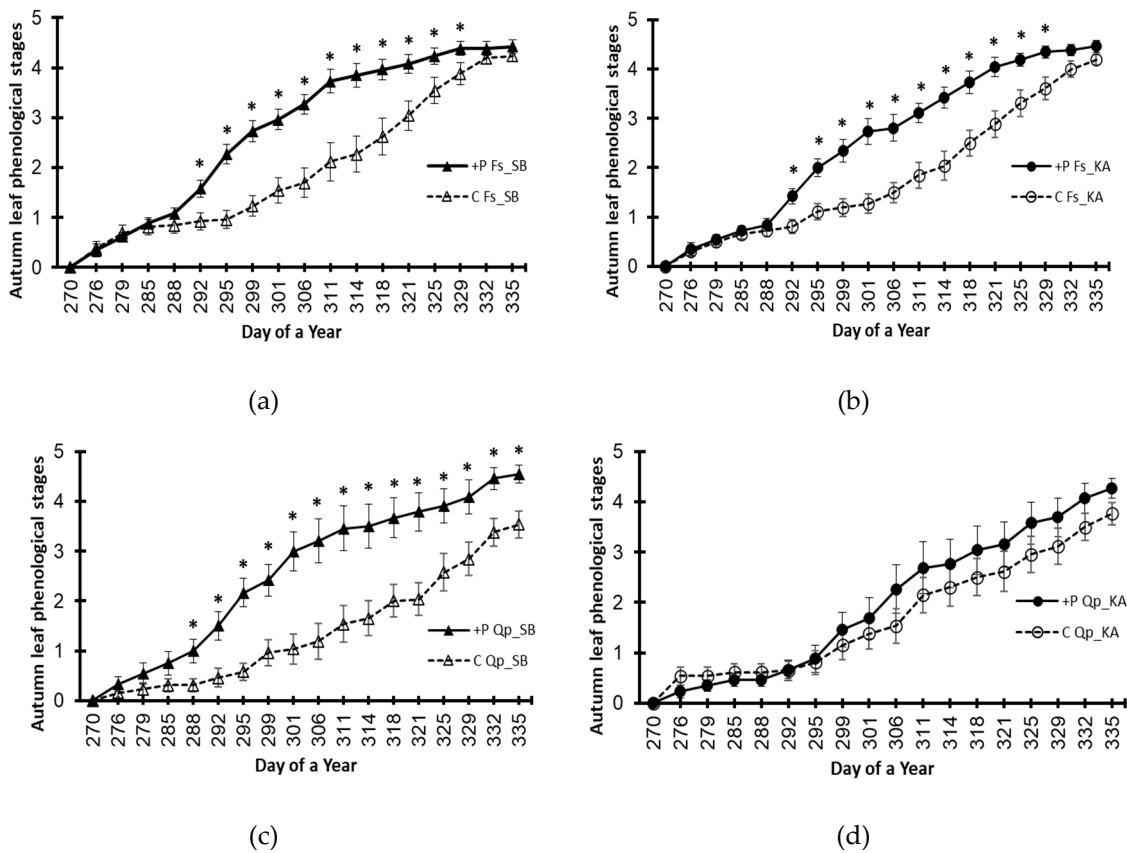 Autumn leaf phenological stages
5
4
3
2
1
0
* * * * * * * * * * * *
+P Fs_SB
C Fs_SB
270 276 279 285 288 292 295 299 301 306 311 314 318 321 325 329 332 335
Day of a Year
(a)
Autumn leaf phenological stages
5
4
3
2
1
0
* * * * * * * * * * *
+P Fs_KA
C Fs_KA
270 276 279 285 288 292 295 299 301 306 311 314 318 321 325 329 332 335
Day of a Year
(b)
Autumn leaf phenological stages
5
4
3
2
1
0
* * * * * * * * * * * * * *
+P Qp_SB
C Qp_SB
270 276 279 285 288 292 295 299 301 306 311 314 318 321 325 329 332 335
Day of a Year
(c)
Autumn leaf phenological stages
5
4
3
2
1
0
+P Qp_KA
C Qp_KA
270 276 279 285 288 292 295 299 301 306 311 314 318 321 325 329 332 335
Day of a Year
(d)